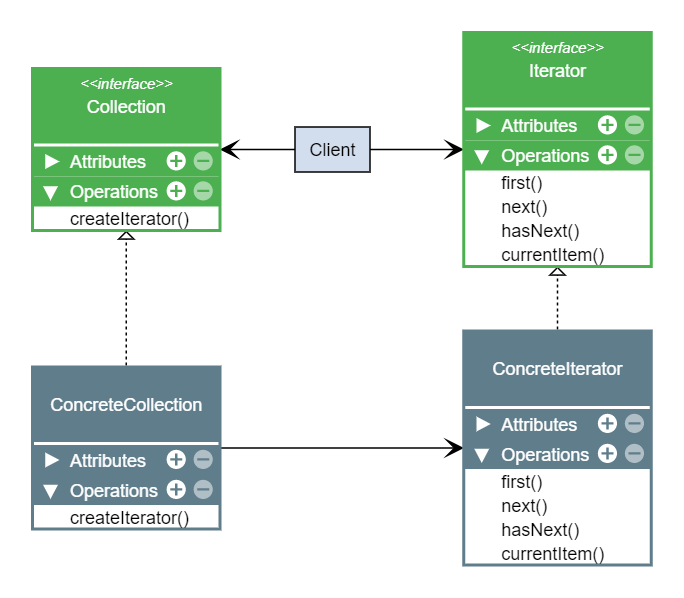 <<interface>>
Collection
Attributes
Operations
createIterator()
Client
<<interface>>
Iterator
Attributes
Operations
first()
next()
hasNext()
currentItem()
ConcreteCollection
Attributes
Operations
createIterator()
ConcreteIterator
Attributes
Operations
first()
next()
hasNext()
currentItem()